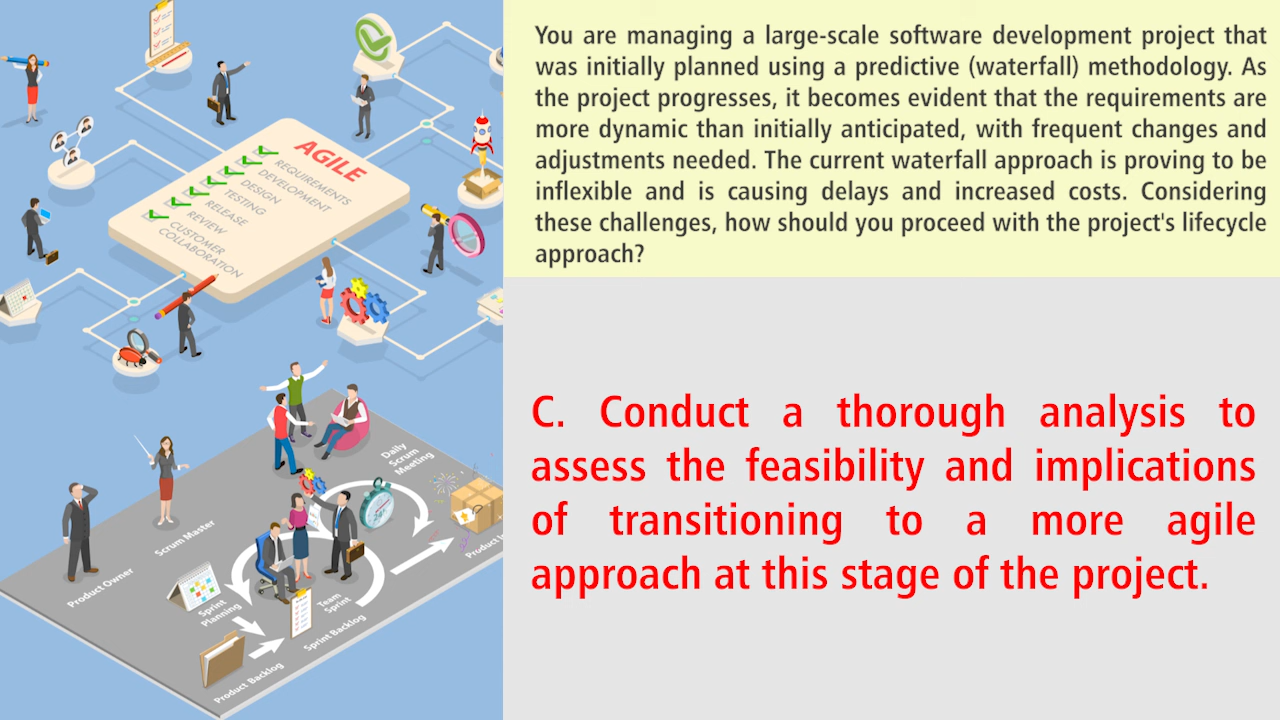 You are managing a large-scale software development project that
was initially planned using a predictive (waterfall) methodology. As
the project progresses, it becomes evident that the requirements are
more dynamic than initially anticipated, with frequent changes and
adjustments needed. The current waterfall approach is proving to be
inflexible and is causing delays and increased costs. Considering
these challenges, how should you proceed with the project's lifecycle
approach?
C. Conduct a thorough analysis to
assess the feasibility and implications
of transitioning to a more agile
approach at this stage of the project.
AGILE
REQUIREMENTS
DEVELOPMENT
DESIGN
TESTING
RELEASE
REVIEW
CUSTOMER
COLLABORATION
Daily
Scrum
Meeting
Scrum Master
Product Owner
Sprint
Planning
Team
Sprint
Sprint Backlog
Product Backlog
Product